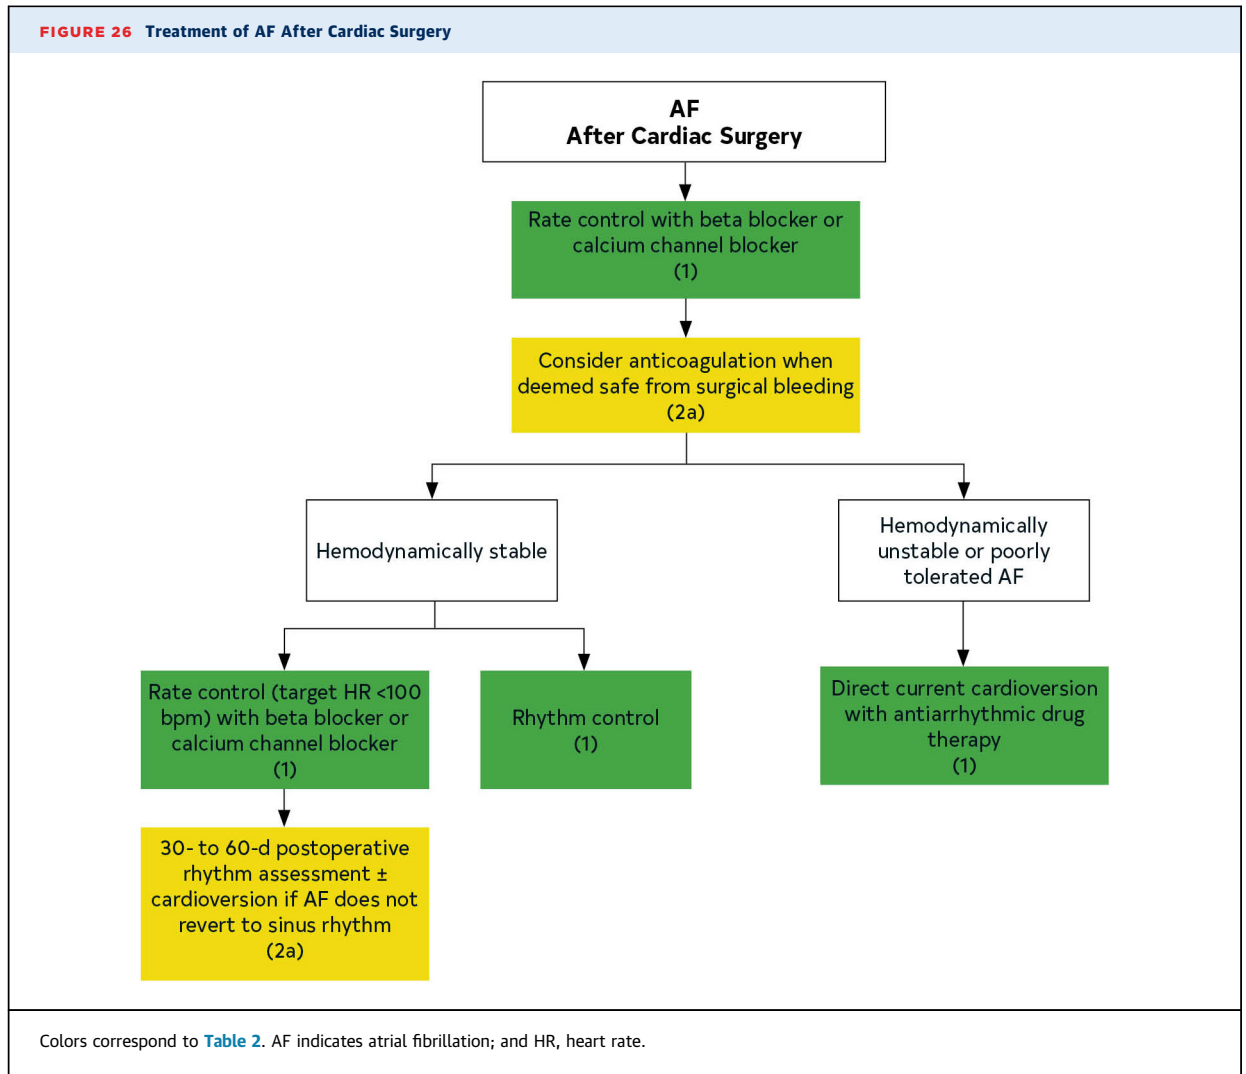 FIGURE 26 Treatment of AF After Cardiac Surgery
AF
After Cardiac Surgery
Rate control with beta blocker or
calcium channel blocker
(1)
Consider anticoagulation when
deemed safe from surgical bleeding
(2a)
Hemodynamically stable
Hemodynamically
unstable or poorly
tolerated AF
Rate control (target HR <100
bpm) with beta blocker or
calcium channel blocker
(1)
Rhythm control
(1)
Direct current cardioversion
with antiarrhythmic drug
therapy
(1)
30- to 60-d postoperative
rhythm assessment ±
cardioversion if AF does not
revert to sinus rhythm
(2a)
Colors correspond to Table 2. AF indicates atrial fibrillation; and HR, heart rate.